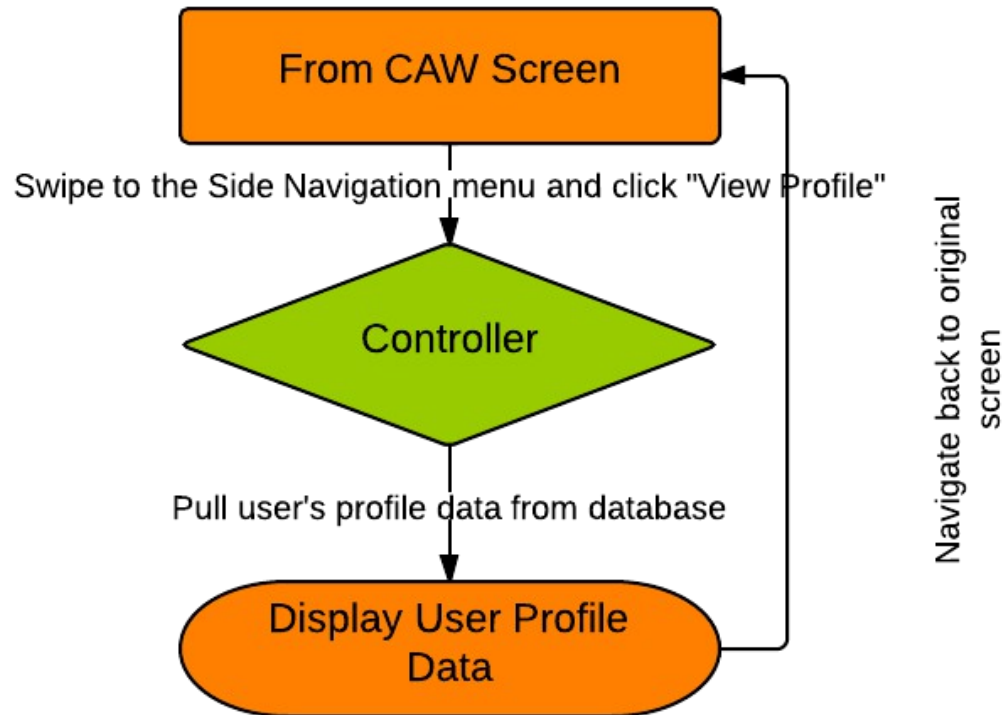 From CAW Screen
Swipe to the Side Navigation menu and click "View Profile"
Controller
Pull user's profile data from database
Display User Profile
Data
Navigate back to original
screen